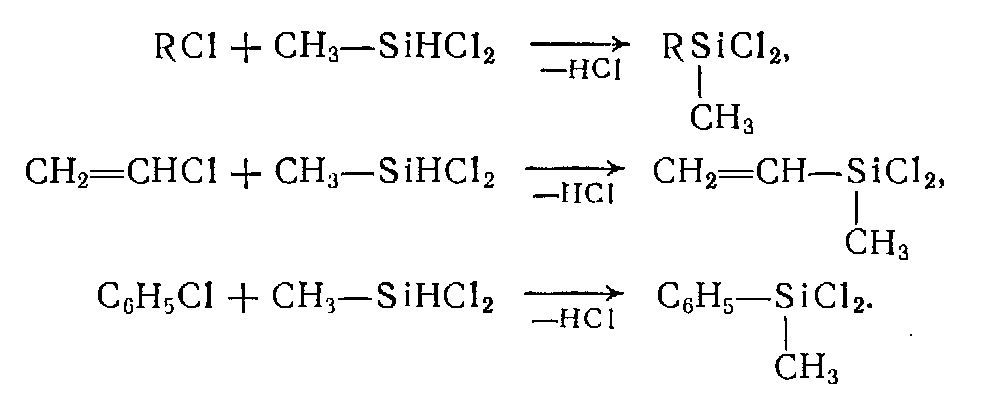 RCl + CH₃—SiHCl₂ ⟶ RSiCl₂,
—HCl
CH₃
CH₂=CHCl + CH₃—SiHCl₂ ⟶ CH₂=CH—SiCl₂,
—HCl
CH₃
C₆H₅Cl + CH₃—SiHCl₂ ⟶ C₆H₅—SiCl₂.
—HCl
CH₃